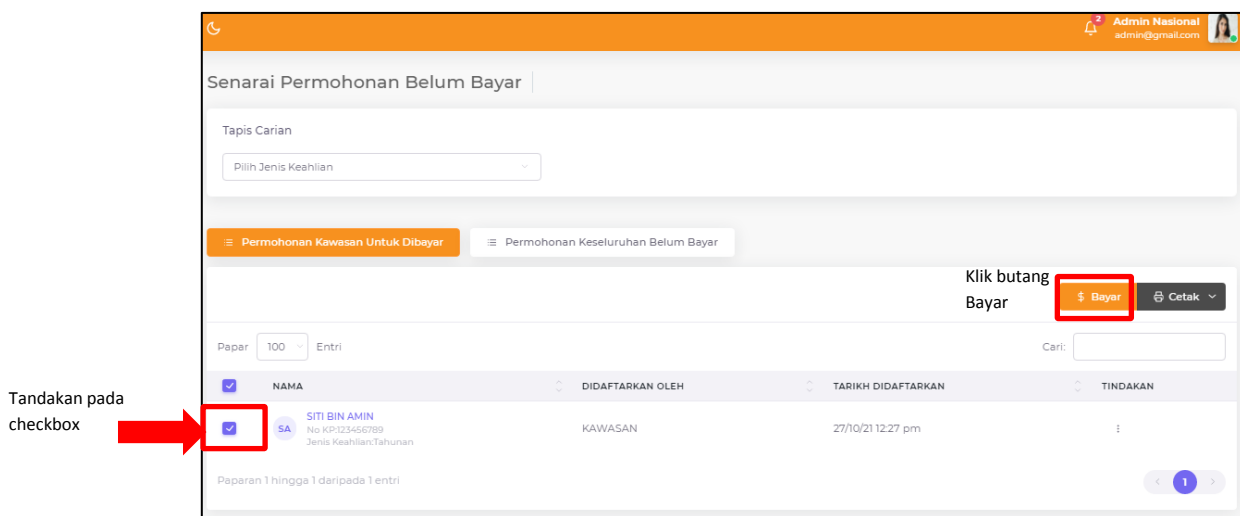 2
Admin Nasional
admin@gmail.com
Senarai Permohonan Belum Bayar
Tapis Carian
Pilih Jenis Keahlian
Permohonan Kawasan Untuk Dibayar
Permohonan Keseluruhan Belum Bayar
Klik butang
Bayar
$ Bayar
Cetak
Papar 100 Entri
Cari:
NAMA DIDAFTARKAN OLEH TARIKH DIDAFTARKAN TINDAKAN
Tandakan pada
checkbox
SA
SITI BIN AMIN
No KP:123456789
Jenis Keahlian:Tahunan
KAWASAN
27/10/21 12:27 pm
Paparan 1 hingga 1 daripada 1 entri
< 1 >